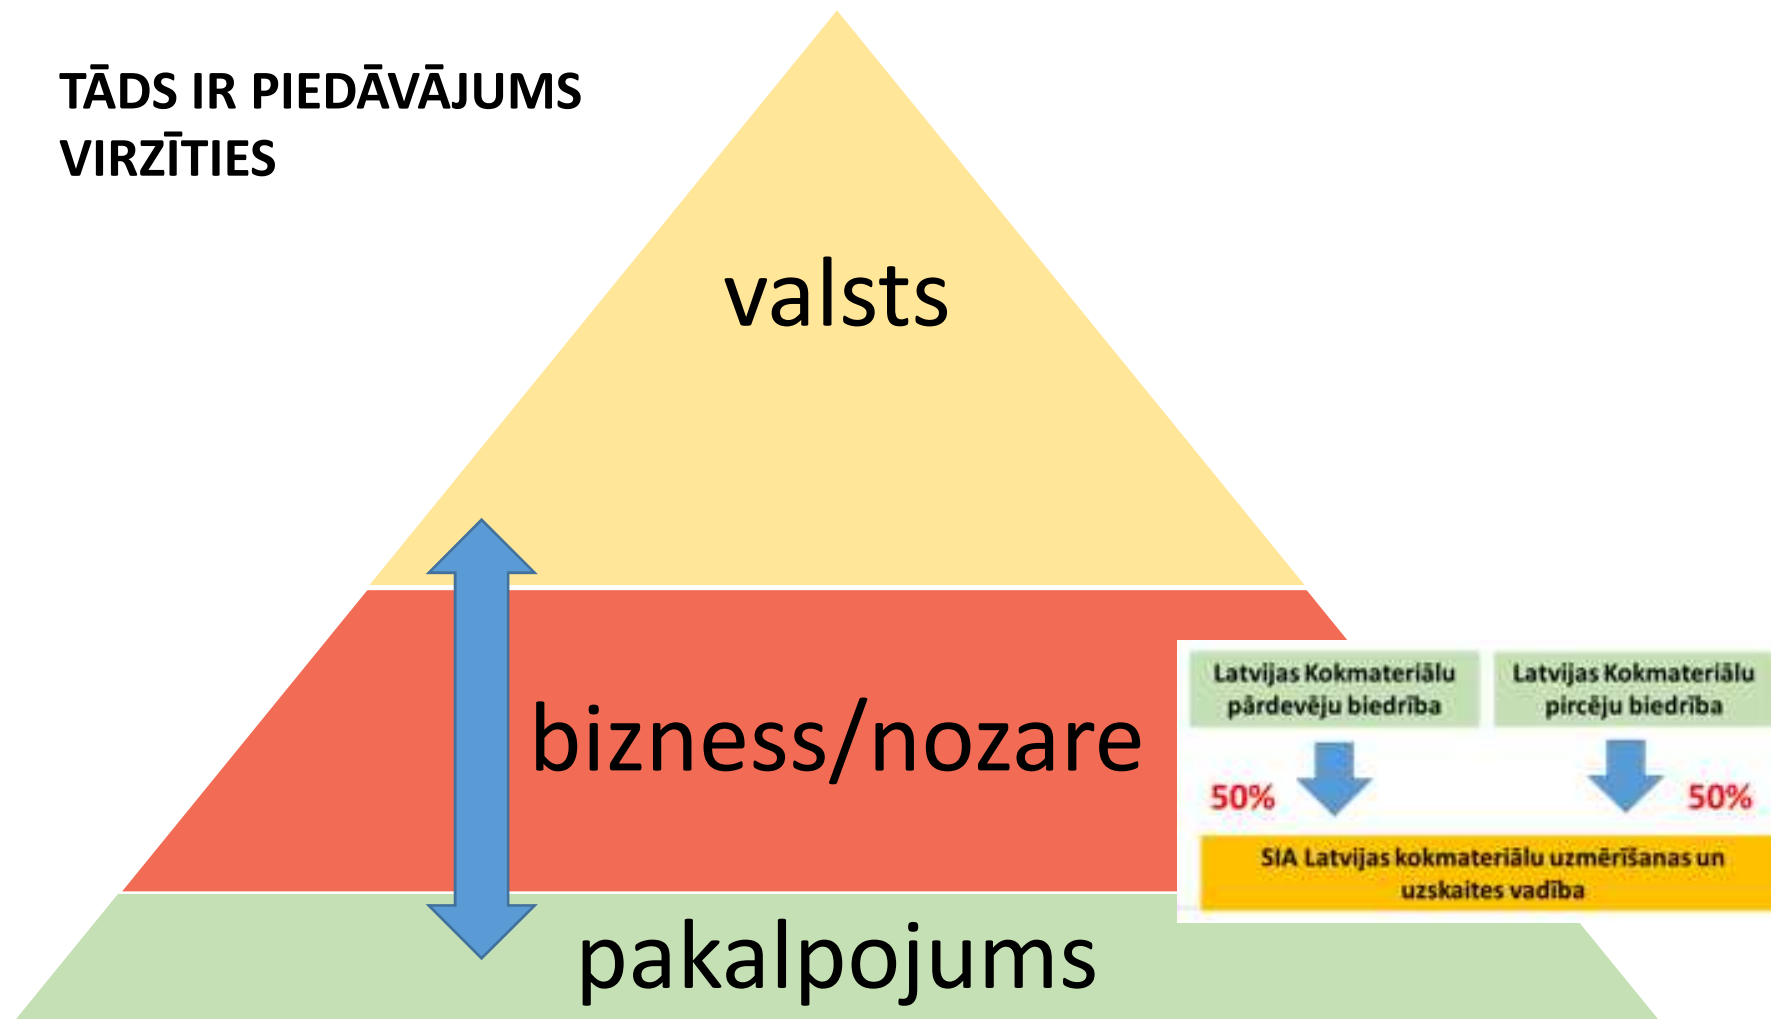 TĀDS IR PIEDĀVĀJUMS
VIRZĪTIES
valsts
bizness/nozare
Latvijas Kokmateriālu
pārdevēju biedrība
Latvijas Kokmateriālu
pircēju biedrība
50%
50%
SIA Latvijas kokmateriālu uzmērīšanas un
uzskaites vadība
pakalpojums